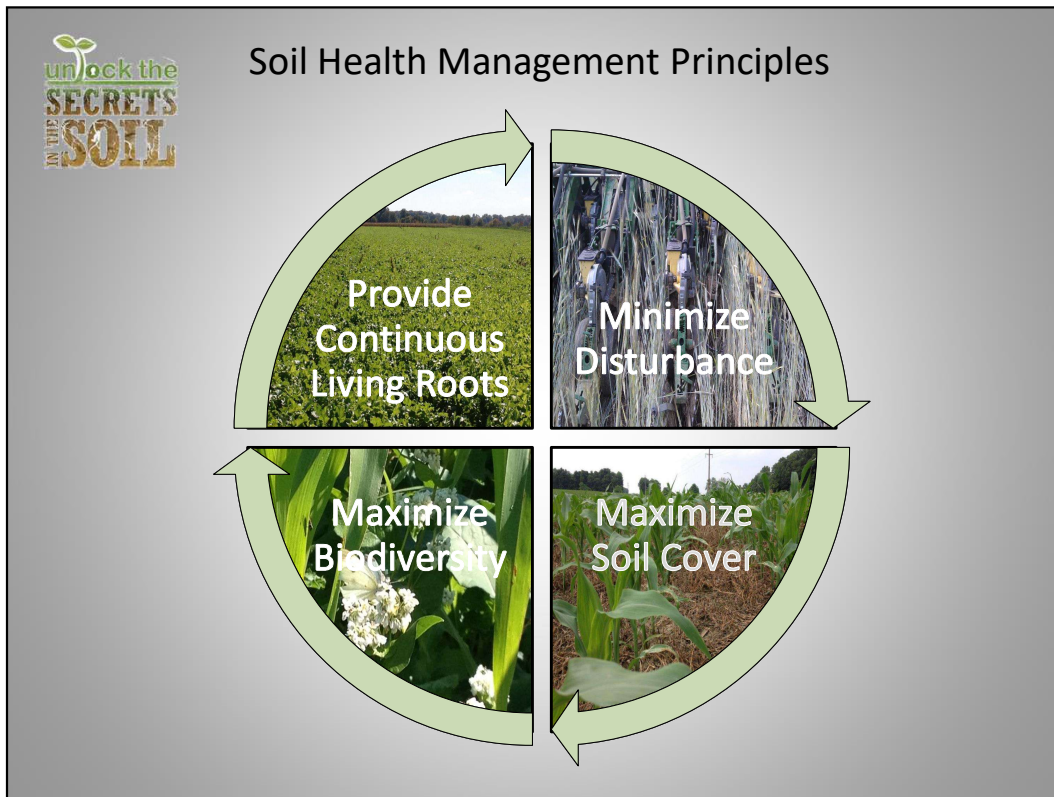 unlock the
SECRETS
IN THE
SOIL
Soil Health Management Principles
Provide
Continuous
Living Roots
Minimize
Disturbance
Maximize
Biodiversity
Maximize
Soil Cover